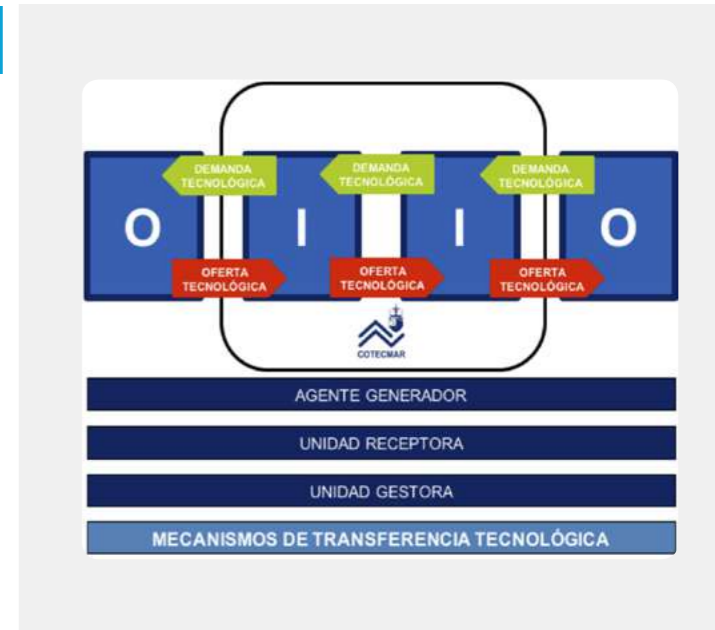 DEMANDA
TECNOLÓGICA
DEMANDA
TECNOLÓGICA
DEMANDA
TECNOLÓGICA
O
I
I
O
OFERTA
TECNOLÓGICA
OFERTA
TECNOLÓGICA
OFERTA
TECNOLÓGICA
COTECMAR
AGENTE GENERADOR
UNIDAD RECEPTORA
UNIDAD GESTORA
MECANISMOS DE TRANSFERENCIA TECNOLÓGICA